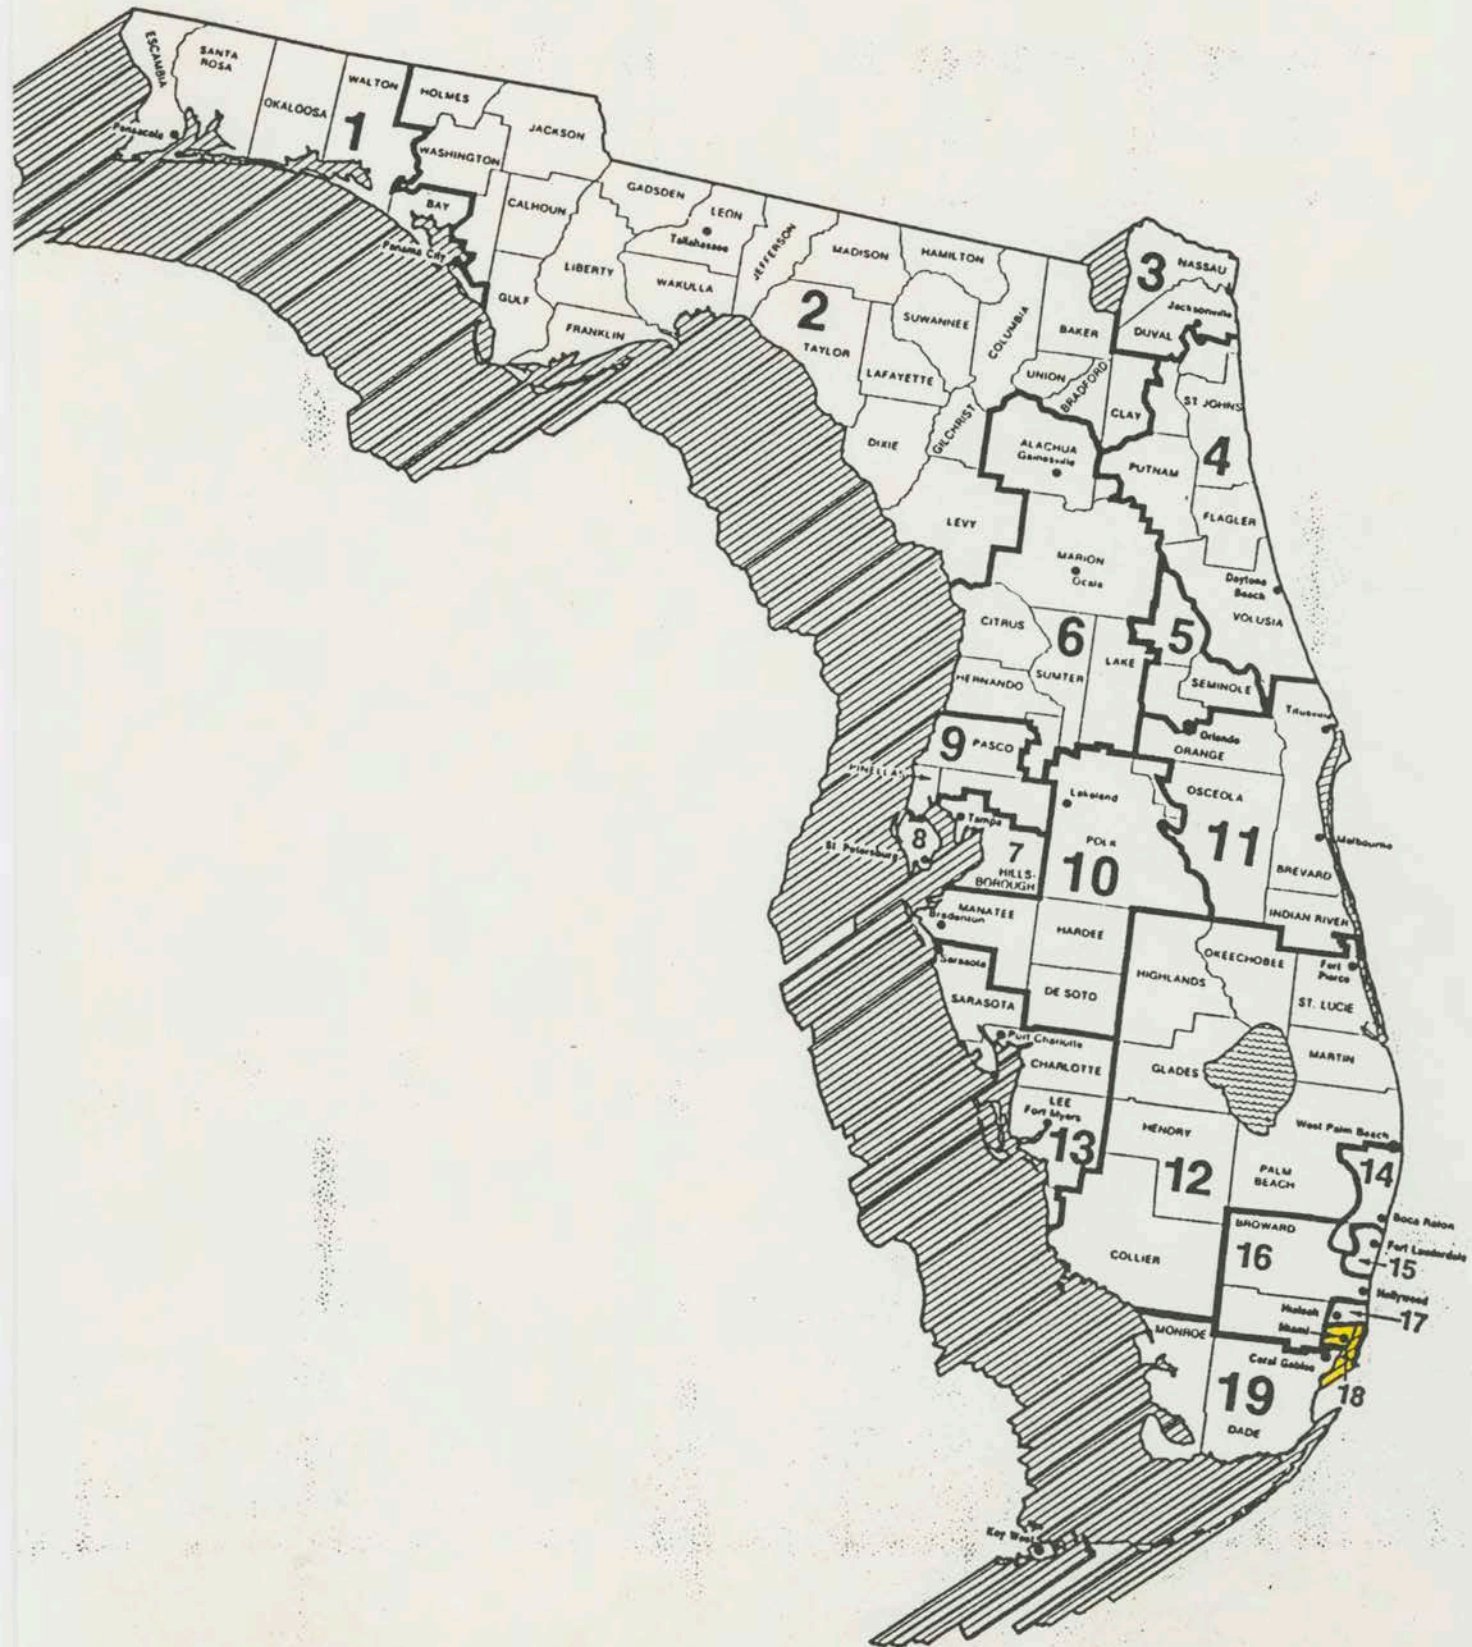 ESCAMBIA
SANTA
ROSA
OKALOOSA
WALTON
1
HOLMES
JACKSON
WASHINGTON
Pensacola
BAY
Panama City
CALHOUN
GULF
GADSDEN
LEON
Tallahassee
LIBERTY
WAKULLA
FRANKLIN
JEFFERSON
MADISON
HAMILTON
2
TAYLOR
SUWANNEE
LAFAYETTE
COLUMBIA
BAKER
UNION
BRADFORD
DIXIE
GILCHRIST
3
NASSAU
Jacksonville
DUVAL
CLAY
ST JOHNS
4
ALACHUA
Gainesville
PUTNAM
FLAGLER
LEVY
MARION
Ocala
Daytona
Beach
VOLUSIA
CITRUS
6
5
LAKE
SUMTER
HERNANDO
SEMINOLE
Orlando
ORANGE
9
PASCO
PINELLAS
Lakeland
OSCEOLA
Tampa
8
St. Petersburg
7
HILLS-
BOROUGH
POLK
10
11
Melbourne
BREVARD
INDIAN RIVER
MANATEE
Bradenton
HARDEE
OKEECHOBEE
Fort
Pierce
Sarasota
SARASOTA
DE SOTO
HIGHLANDS
ST. LUCIE
Port Charlotte
CHARLOTTE
GLADES
MARTIN
LEE
Fort Myers
13
HENDRY
12
West Palm Beach
14
PALM
BEACH
Boca Raton
BROWARD
16
Fort Lauderdale
15
COLLIER
Hollywood
Hialeah
17
Miami
MONROE
Coral Gables
18
19
DADE
Key West